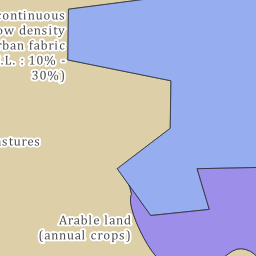 continuous
ow density
rban fabric
.L. : 10% -
30%)
stures
Arable land
(annual crops)